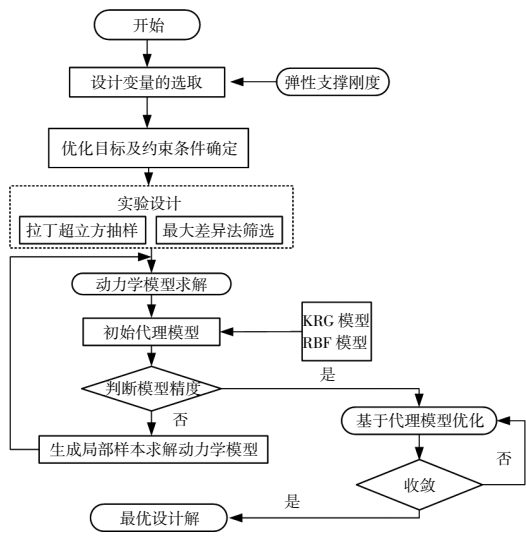 开始
设计变量的选取
弹性支撑刚度
优化目标及约束条件确定
实验设计
拉丁超立方抽样
最大差异法筛选
动力学模型求解
初始代理模型
KRG 模型
RBF 模型
判断模型精度
是
否
基于代理模型优化
生成局部样本求解动力学模型
否
收敛
是
最优设计解